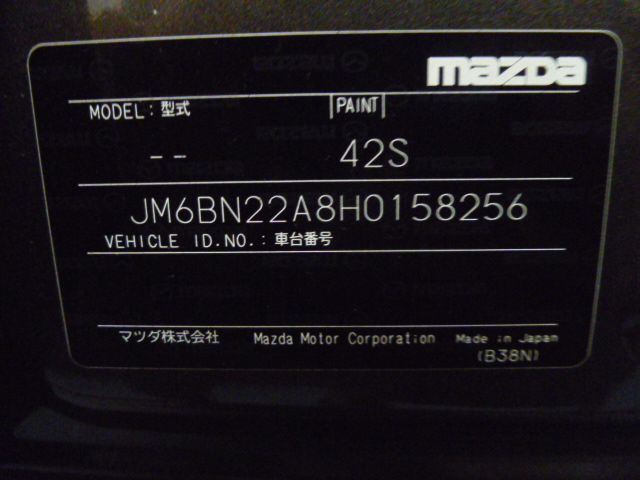 mazda
MODEL：型式 PAINT
-- 42S
JM6BN22A8H0158256
VEHICLE ID.NO.：車台番号
マツダ株式会社 Mazda Motor Corporation Made in Japan
(B38N)